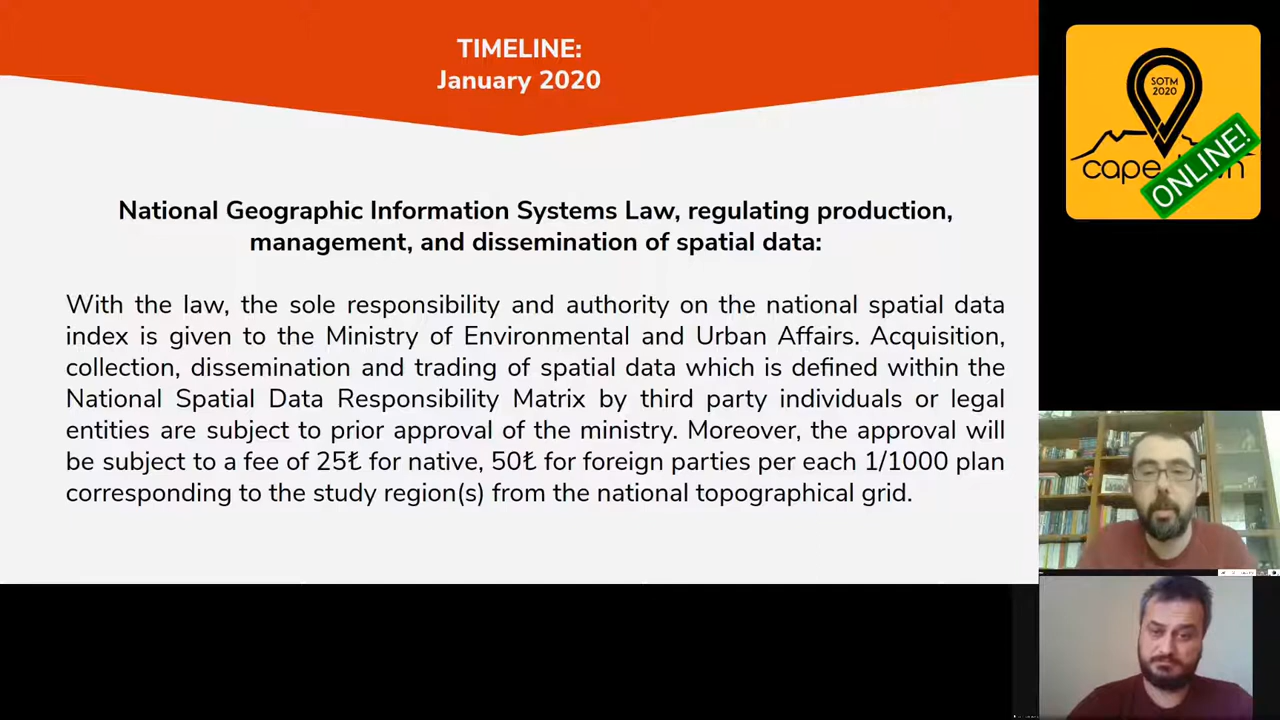 TIMELINE:
January 2020
National Geographic Information Systems Law, regulating production,
management, and dissemination of spatial data:
With the law, the sole responsibility and authority on the national spatial data
index is given to the Ministry of Environmental and Urban Affairs. Acquisition,
collection, dissemination and trading of spatial data which is defined within the
National Spatial Data Responsibility Matrix by third party individuals or legal
entities are subject to prior approval of the ministry. Moreover, the approval will
be subject to a fee of 25₺ for native, 50₺ for foreign parties per each 1/1000 plan
corresponding to the study region(s) from the national topographical grid.
SOTM
2020
cape
ONLINE!